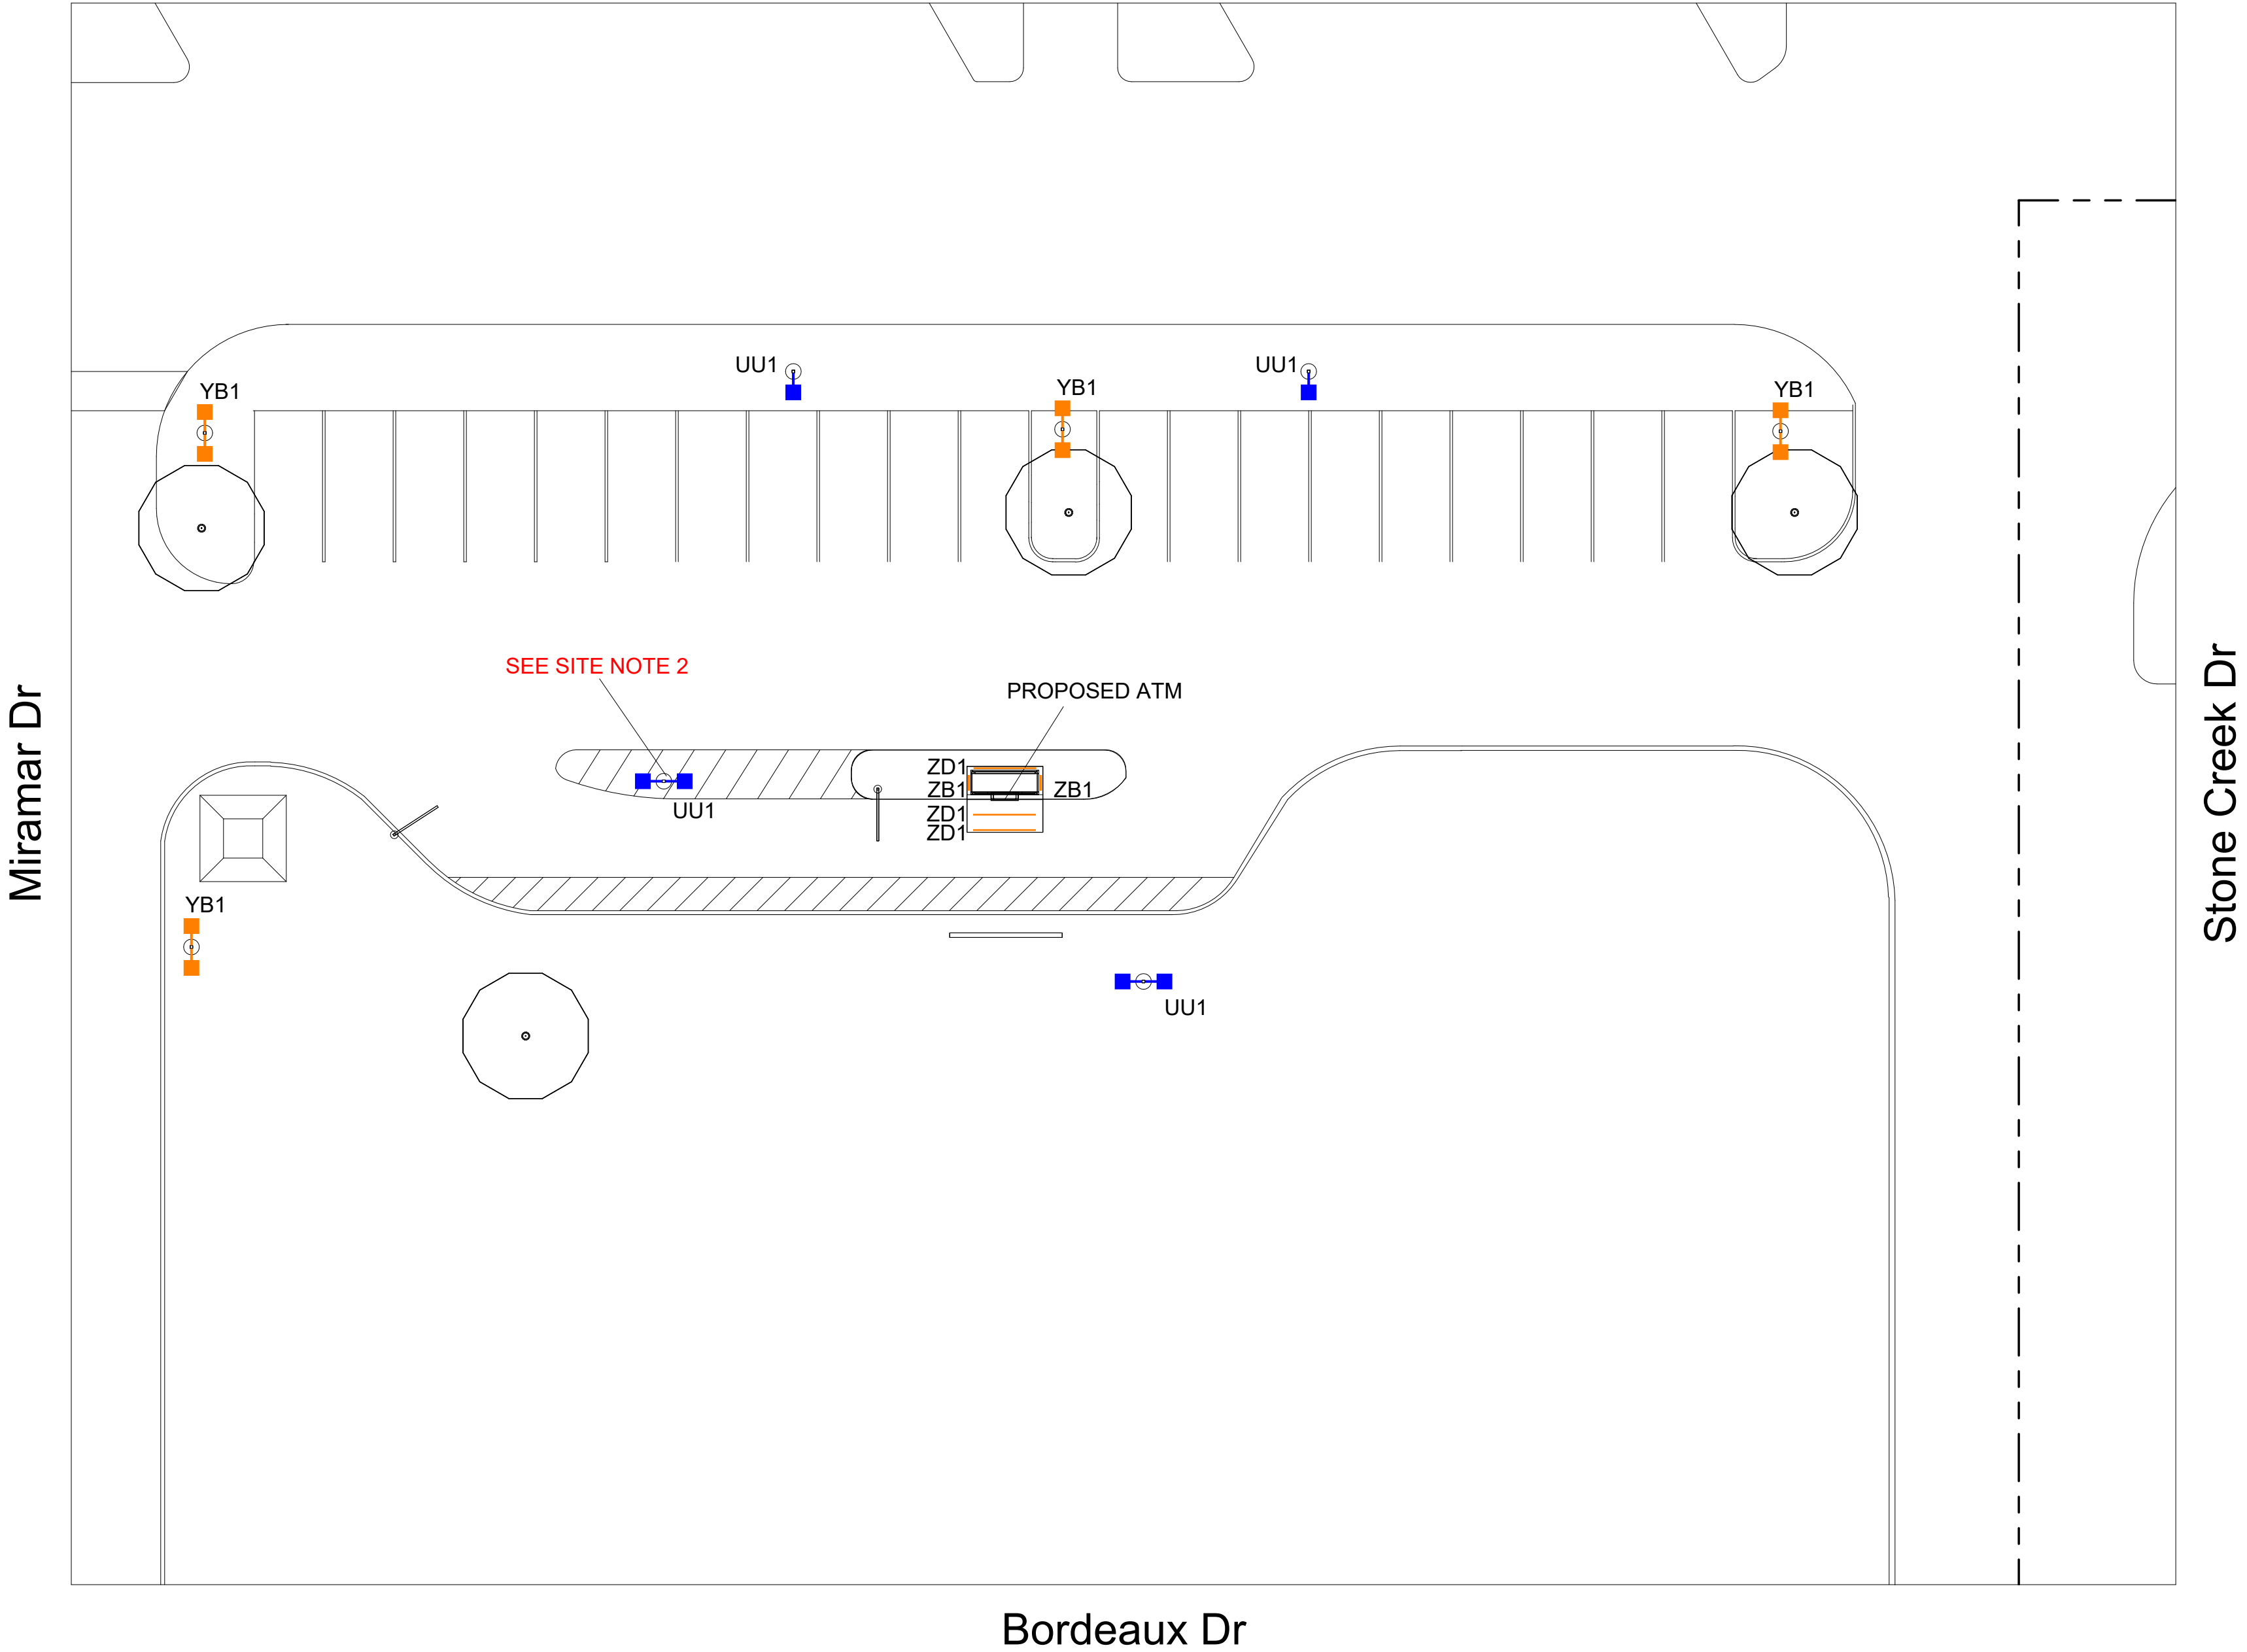 UU1
UU1
YB1
YB1
YB1
SEE SITE NOTE 2
PROPOSED ATM
ZD1
ZB1
ZB1
UU1
ZD1
ZD1
YB1
UU1
Miramar Dr
Stone Creek Dr
Bordeaux Dr